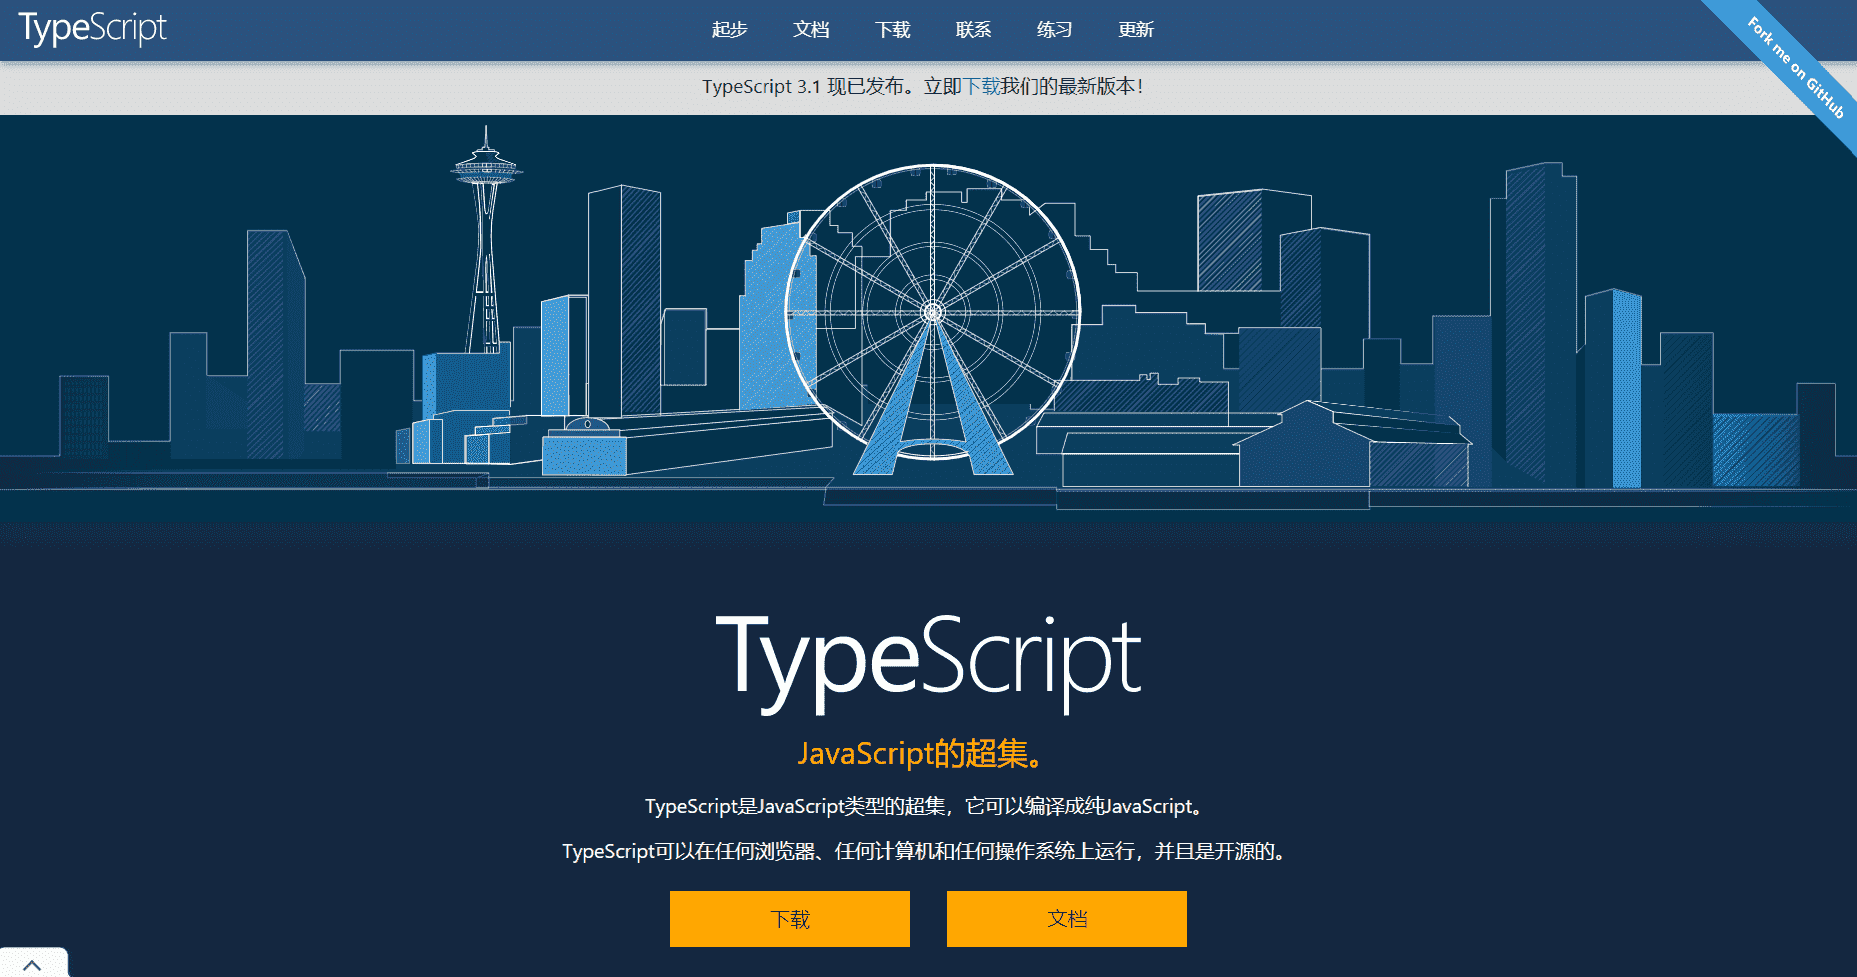 TypeScript
起步 文档 下载 联系 练习 更新
Fork me on GitHub
TypeScript 3.1 现已发布。立即下载我们的最新版本！
TypeScript
JavaScript的超集。
TypeScript是JavaScript类型的超集，它可以编译成纯JavaScript。
TypeScript可以在任何浏览器、任何计算机和任何操作系统上运行，并且是开源的。
下载 文档